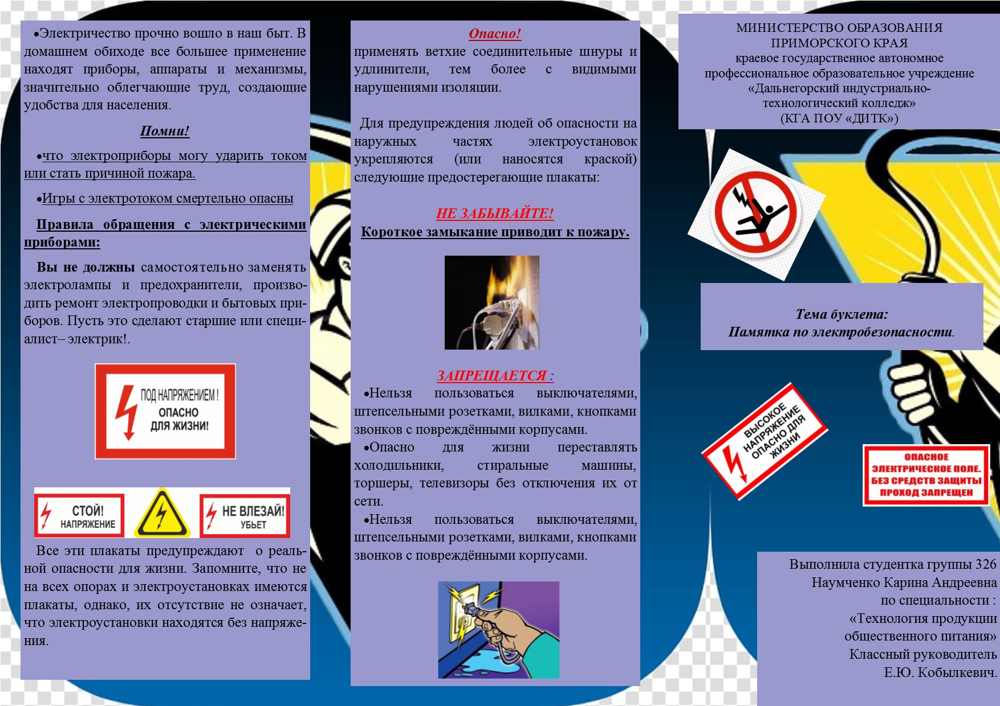 •Электричество прочно вошло в наш быт. В
домашнем обиходе все большее применение
находят приборы, аппараты и механизмы,
значительно облегчающие труд, создающие
удобства для населения.
Помни!
•что электроприборы могу ударить током
или стать причиной пожара.
•Игры с электротоком смертельно опасны
Правила обращения с электрическими
приборами:
Вы не должны самостоятельно заменять
электролампы и предохранители, произво-
дить ремонт электропроводки и бытовых при-
боров. Пусть это сделают старшие или специ-
алист– электрик!.
ПОД НАПРЯЖЕНИЕМ !
ОПАСНО
ДЛЯ ЖИЗНИ!
СТОЙ!
НАПРЯЖЕНИЕ
НЕ ВЛЕЗАЙ!
УБЬЕТ
Все эти плакаты предупреждают о реаль-
ной опасности для жизни. Запомните, что не
на всех опорах и электроустановках имеются
плакаты, однако, их отсутствие не означает,
что электроустановки находятся без напряже-
ния.
Опасно!
применять ветхие соединительные шнуры и
удлинители, тем более с видимыми
нарушениями изоляции.
Для предупреждения людей об опасности на
наружных частях электроустановок
укрепляются (или наносятся краской)
следующие предостерегающие плакаты:
НЕ ЗАБЫВАЙТЕ!
Короткое замыкание приводит к пожару.
ЗАПРЕЩАЕТСЯ :
•Нельзя пользоваться выключателями,
штепсельными розетками, вилками, кнопками
звонков с повреждёнными корпусами.
•Опасно для жизни переставлять
холодильники, стиральные машины,
торшеры, телевизоры без отключения их от
сети.
•Нельзя пользоваться выключателями,
штепсельными розетками, вилками, кнопками
звонков с повреждёнными корпусами.
МИНИСТЕРСТВО ОБРАЗОВАНИЯ
ПРИМОРСКОГО КРАЯ
краевое государственное автономное
профессиональное образовательное учреждение
«Дальнегорский индустриально-
технологический колледж»
(КГА ПОУ «ДИТК»)
Тема буклета:
Памятка по электробезопасности.
ВЫСОКОЕ
НАПРЯЖЕНИЕ
ОПАСНО ДЛЯ
ЖИЗНИ
ОПАСНОЕ
ЭЛЕКТРИЧЕСКОЕ ПОЛЕ.
БЕЗ СРЕДСТВ ЗАЩИТЫ
ПРОХОД ЗАПРЕЩЕН
Выполнила студентка группы 326
Наумченко Карина Андреевна
по специальности :
«Технология продукции
общественного питания»
Классный руководитель
Е.Ю. Кобылкевич.